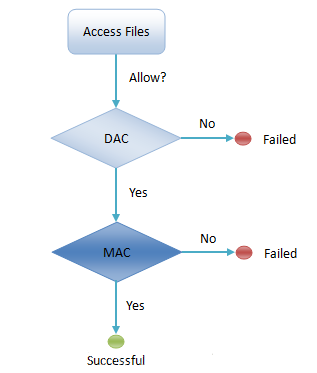 Access Files
Allow?
DAC
No
Failed
Yes
MAC
No
Failed
Yes
Successful